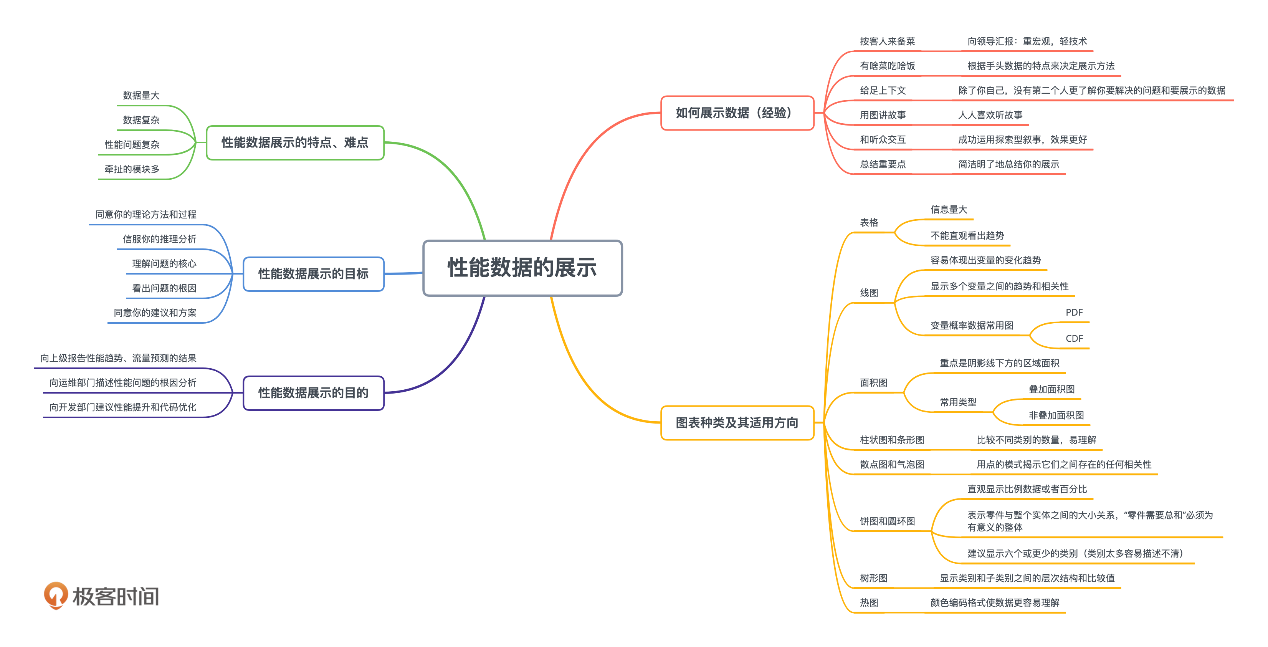 性能数据的展示
性能数据展示的特点、难点
数据量大
数据复杂
性能问题复杂
牵扯的模块多
性能数据展示的目标
同意你的理论方法和过程
信服你的推理分析
理解问题的核心
看出问题的根因
同意你的建议和方案
性能数据展示的目的
向上级报告性能趋势、流量预测的结果
向运维部门描述性能问题的根因分析
向开发部门建议性能提升和代码优化
如何展示数据（经验）
按客人来备菜
向领导汇报：重宏观，轻技术
有啥菜吃啥饭
根据手头数据的特点来决定展示方法
给足上下文
除了你自己，没有第二个人更了解你要解决的问题和要展示的数据
用图讲故事
人人喜欢听故事
和听众交互
成功运用探索型叙事，效果更好
总结重要点
简洁明了地总结你的展示
图表种类及其适用方向
表格
信息量大
不能直观看出趋势
线图
容易体现出变量的变化趋势
显示多个变量之间的趋势和相关性
变量概率数据常用图
PDF
CDF
面积图
重点是阴影线下方的区域面积
常用类型
叠加面积图
非叠加面积图
柱状图和条形图
比较不同类别的数量，易理解
散点图和气泡图
用点的模式揭示它们之间存在的任何相关性
饼图和圆环图
直观显示比例数据或者百分比
表示零件与整个实体之间的大小关系，“零件需要总和”必须为
有意义的整体
建议显示六个或更少的类别（类别太多容易描述不清）
树形图
显示类别和子类别之间的层次结构和比较值
热图
颜色编码格式使数据更容易理解
极客时间